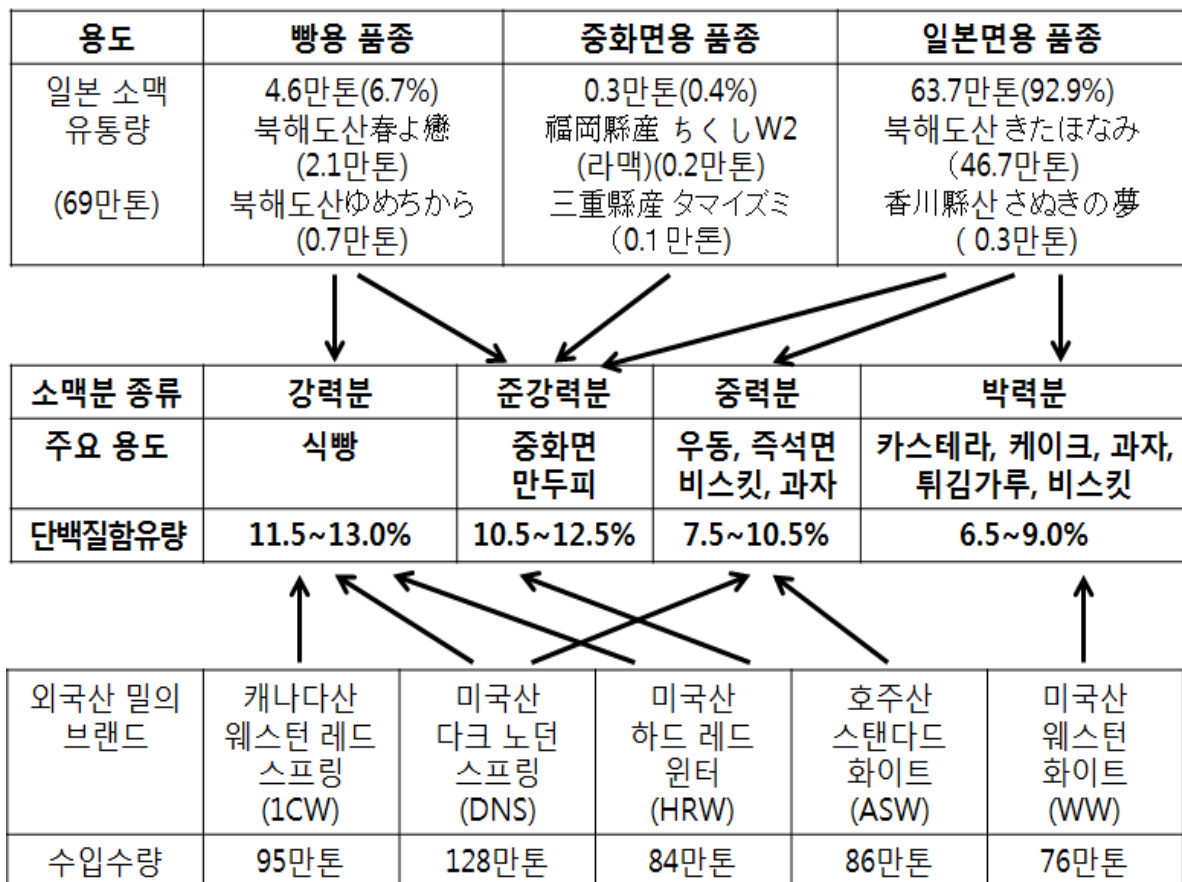 용도 빵용 품종 중화면용 품종 일본면용 품종
일본 소맥 4.6만톤(6.7%) 0.3만톤(0.4%) 63.7만톤(92.9%)
유통량 북해도산春よ戀 福岡縣産 ちくしW2 북해도산 きたほなみ
(2.1만톤) (라맥)(0.2만톤) (46.7만톤)
(69만톤) 북해도산ゆめちから 三重縣産 タマイズミ 香川縣산 さぬきの夢
(0.7만톤) (0.1만톤) ( 0.3만톤)
소맥분 종류 강력분 준강력분 중력분 박력분
주요 용도 식빵 중화면 우동, 즉석면 카스테라, 케이크, 과자,
만두피 비스킷, 과자 튀김가루, 비스킷
단백질함유량 11.5~13.0% 10.5~12.5% 7.5~10.5% 6.5~9.0%
외국산 밀의 캐나다산 미국산 미국산 호주산 미국산
브랜드 웨스턴 레드 다크 노던 하드 레드 스탠다드 웨스턴
스프링 스프링 윈터 화이트 화이트
(1CW) (DNS) (HRW) (ASW) (WW)
수입수량 95만톤 128만톤 84만톤 86만톤 76만톤